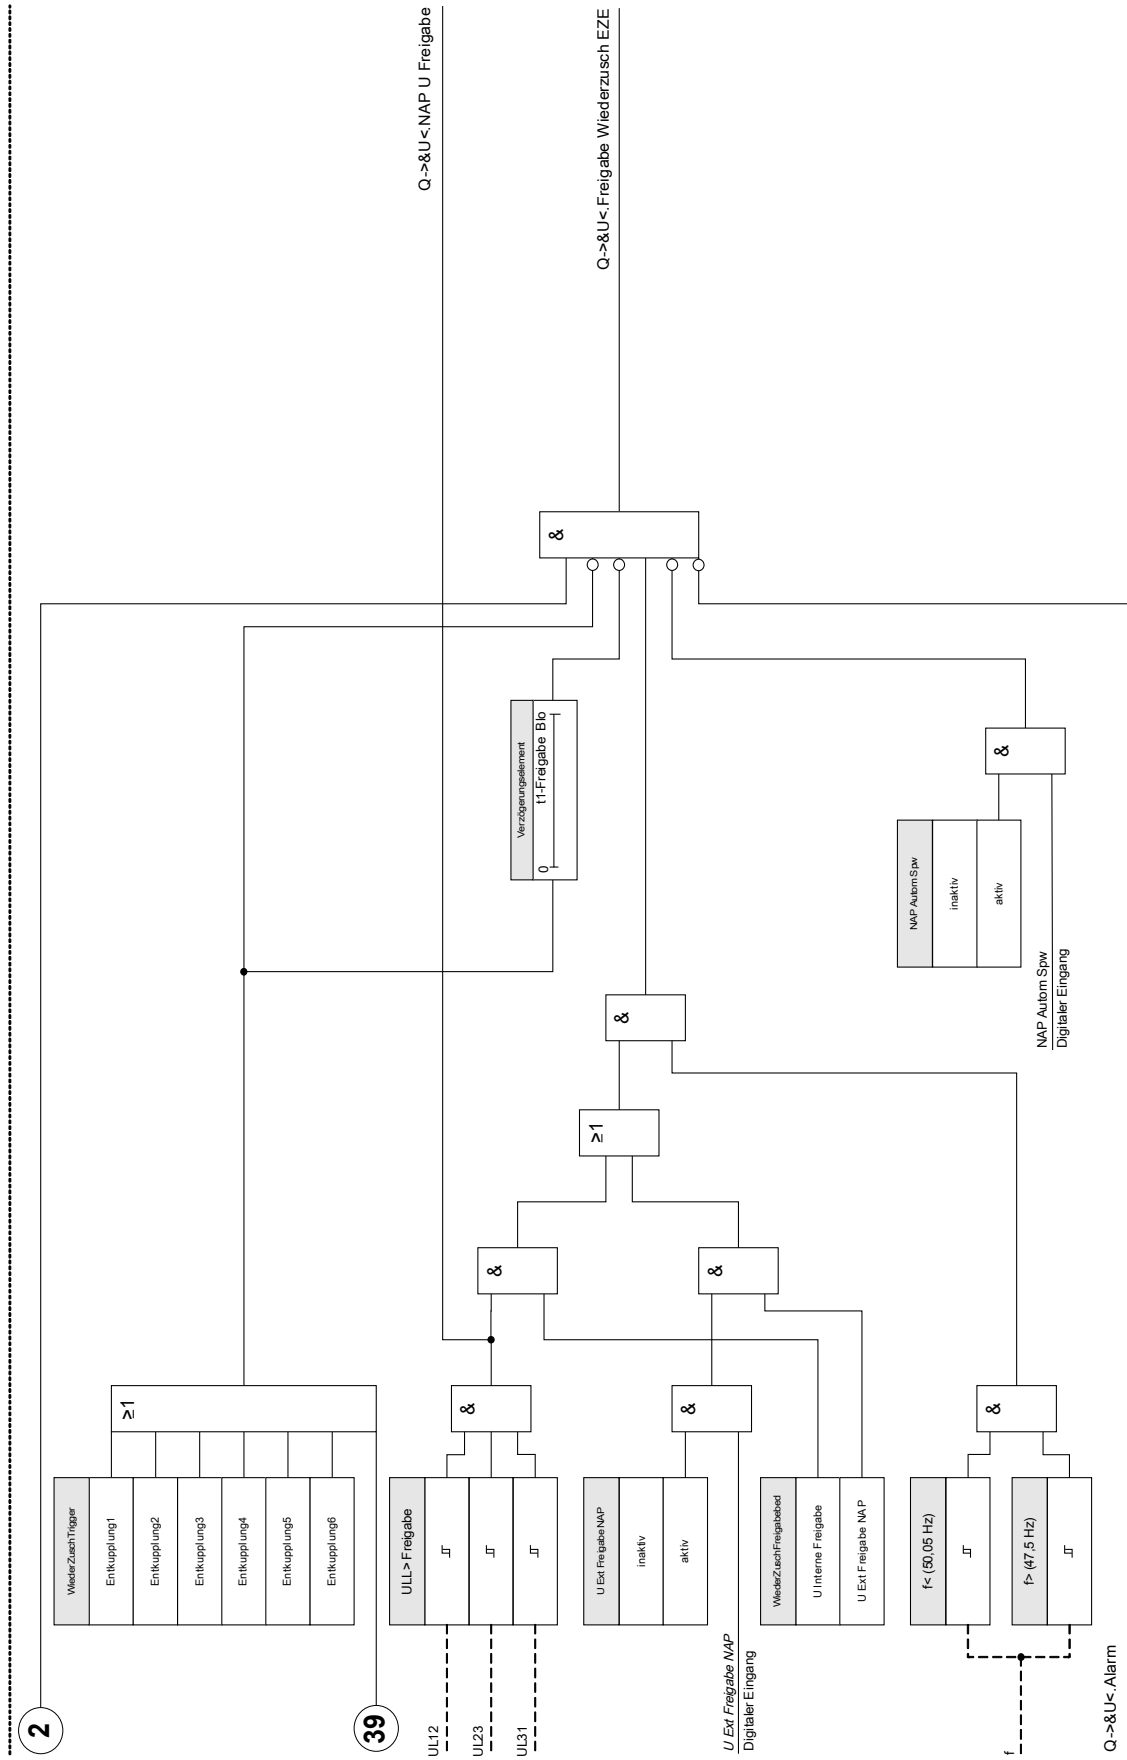 2
WiederZuschTrigger
Entkupplung1
Entkupplung2
Entkupplung3
Entkupplung4
Entkupplung5
Entkupplung6
≥1
39
UL12
UL23
UL31
ULL> Freigabe
&
Q->&U<.NAP U Freigabe
&
U Ext Freigabe NAP
inaktiv
aktiv
U Ext Freigabe NAP
Digitaler Eingang
&
&
WiederZuschFreigabebed
U Interne Freigabe
U Ext Freigabe NAP
≥1
&
Verzögerungselement
0
t1-Freigabe Blo
&
Q->&U<.Freigabe Wiederzusch EZE
f
f< (50,05 Hz)
f> (47,5 Hz)
&
NAP Autom Spw
inaktiv
aktiv
NAP Autom Spw
Digitaler Eingang
&
Q->&U<.Alarm